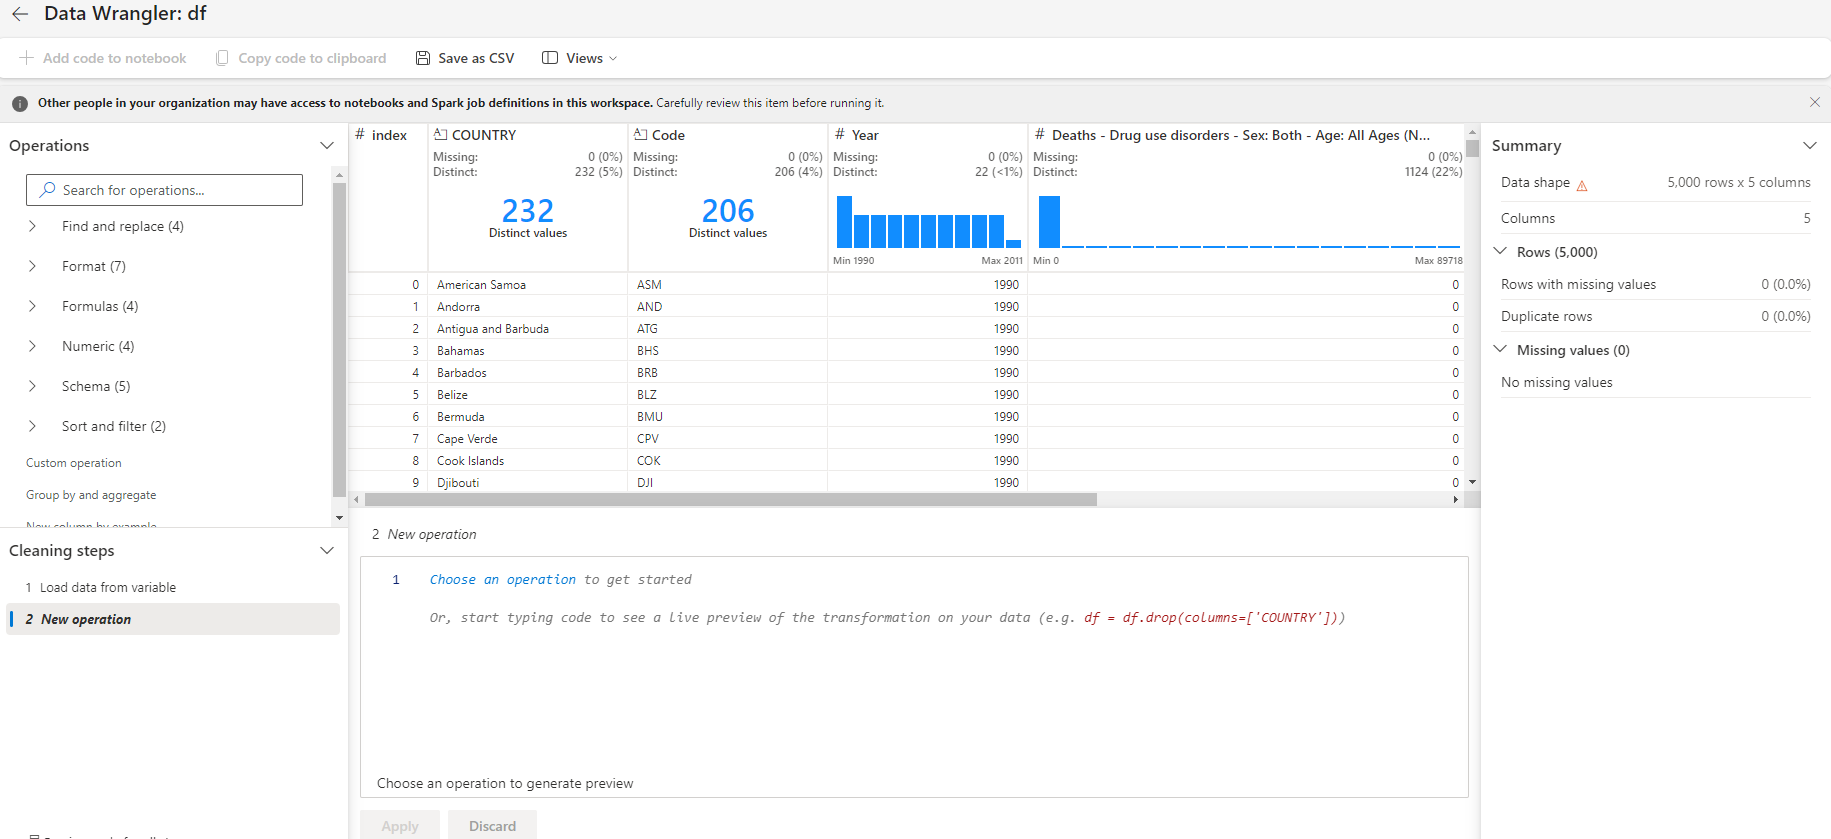 Data Wrangler: df
Add code to notebook Copy code to clipboard Save as CSV Views
Other people in your organization may have access to notebooks and Spark job definitions in this workspace. Carefully review this item before running it.
Operations
Search for operations...
Find and replace (4)
Format (7)
Formulas (4)
Numeric (4)
Schema (5)
Sort and filter (2)
Custom operation
Group by and aggregate
New column by example
Cleaning steps
1 Load data from variable
2 New operation
# index A COUNTRY A Code # Year # Deaths - Drug use disorders - Sex: Both - Age: All Ages (N...
Missing: 0 (0%) Missing: 0 (0%) Missing: 0 (0%) Missing: 0 (0%)
Distinct: 232 (5%) Distinct: 206 (4%) Distinct: 22 (<1%) Distinct: 1124 (22%)
232 206
Distinct values Distinct values
Min 1990 Max 2011 Min 0 Max 89718
0 American Samoa ASM 1990 0
1 Andorra AND 1990 0
2 Antigua and Barbuda ATG 1990 0
3 Bahamas BHS 1990 0
4 Barbados BRB 1990 0
5 Belize BLZ 1990 0
6 Bermuda BMU 1990 0
7 Cape Verde CPV 1990 0
8 Cook Islands COK 1990 0
9 Djibouti DJI 1990 0
2 New operation
1 Choose an operation to get started
Or, start typing code to see a live preview of the transformation on your data (e.g. df = df.drop(columns=['COUNTRY']))
Choose an operation to generate preview
Apply Discard
Summary
Data shape 5,000 rows x 5 columns
Columns 5
Rows (5,000)
Rows with missing values 0 (0.0%)
Duplicate rows 0 (0.0%)
Missing values (0)
No missing values